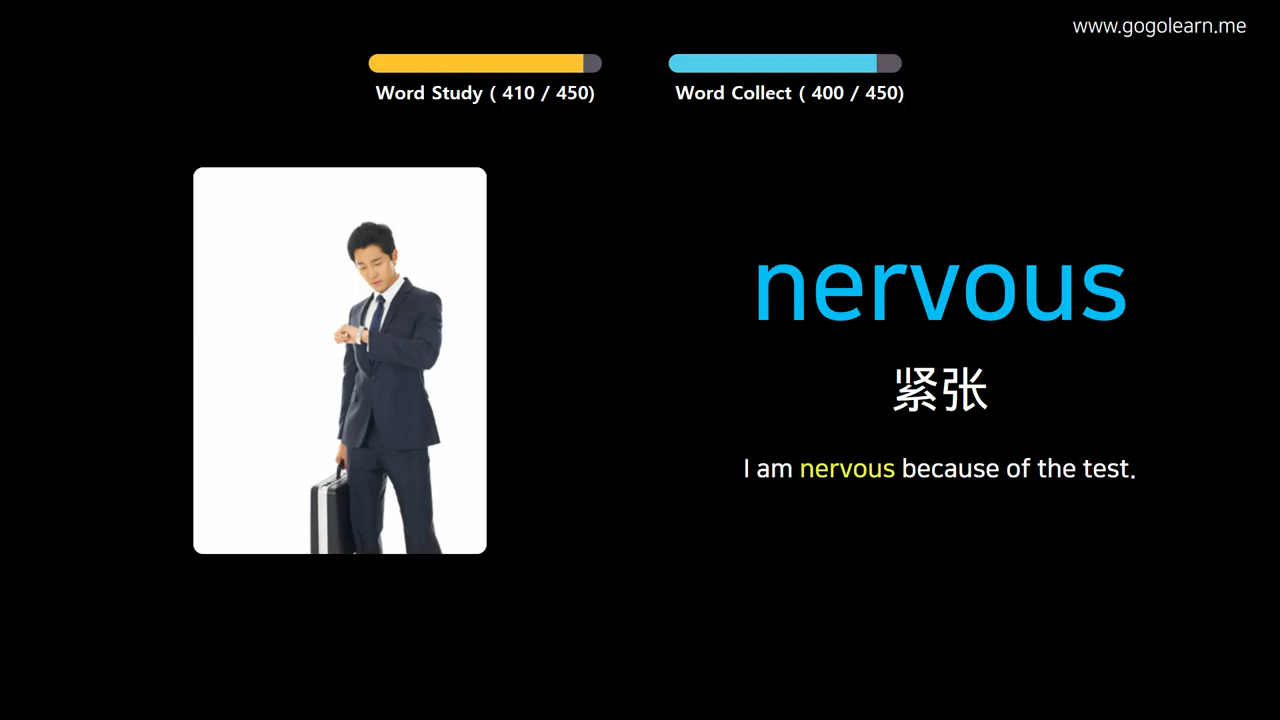 www.gogolearn.me
Word Study ( 410 / 450)
Word Collect ( 400 / 450)
nervous
紧张
I am nervous because of the test.